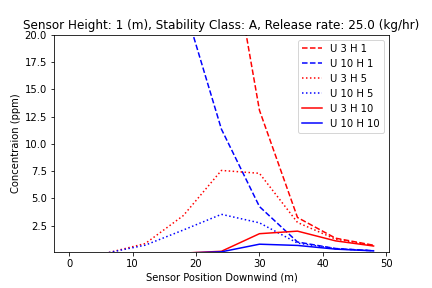 Sensor Height: 1 (m), Stability Class: A, Release rate: 25.0 (kg/hr)
20.0
17.5
15.0
12.5
10.0
7.5
5.0
2.5
Concentraion (ppm)
U 3 H 1
U 10 H 1
U 3 H 5
U 10 H 5
U 3 H 10
U 10 H 10
0 10 20 30 40 50
Sensor Position Downwind (m)